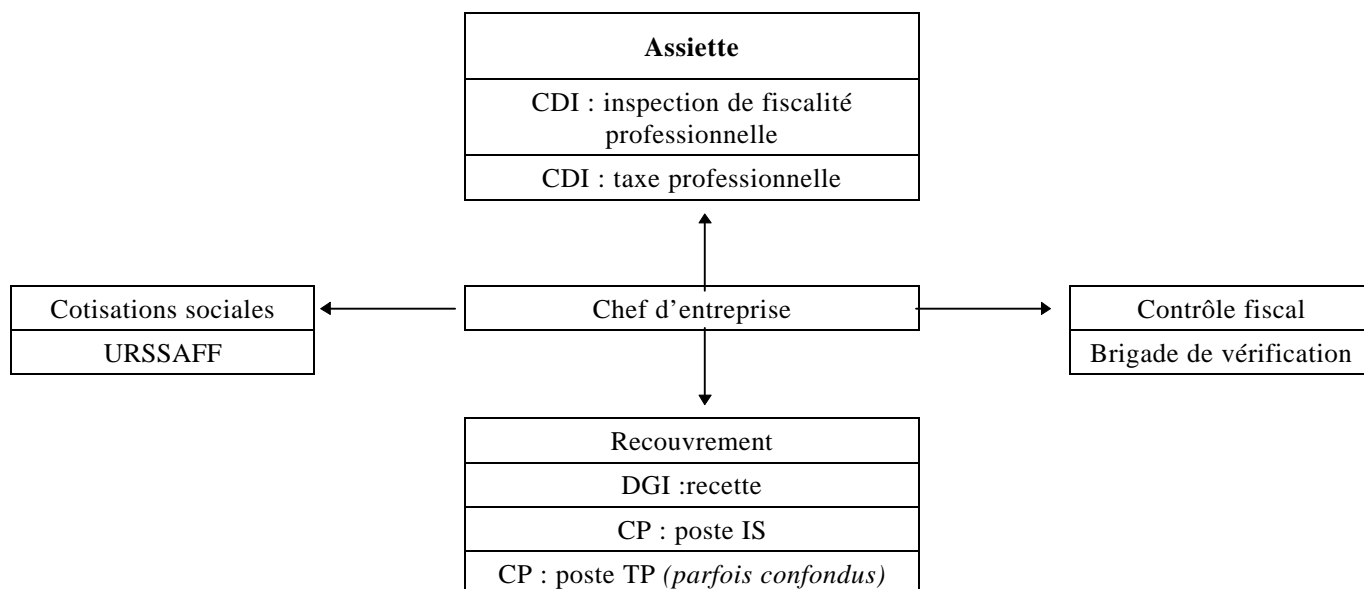 Assiette
CDI : inspection de fiscalité
professionnelle
CDI : taxe professionnelle
Cotisations sociales
URSSAFF
Chef d'entreprise
Contrôle fiscal
Brigade de vérification
Recouvrement
DGI :recette
CP : poste IS
CP : poste TP (parfois confondus)